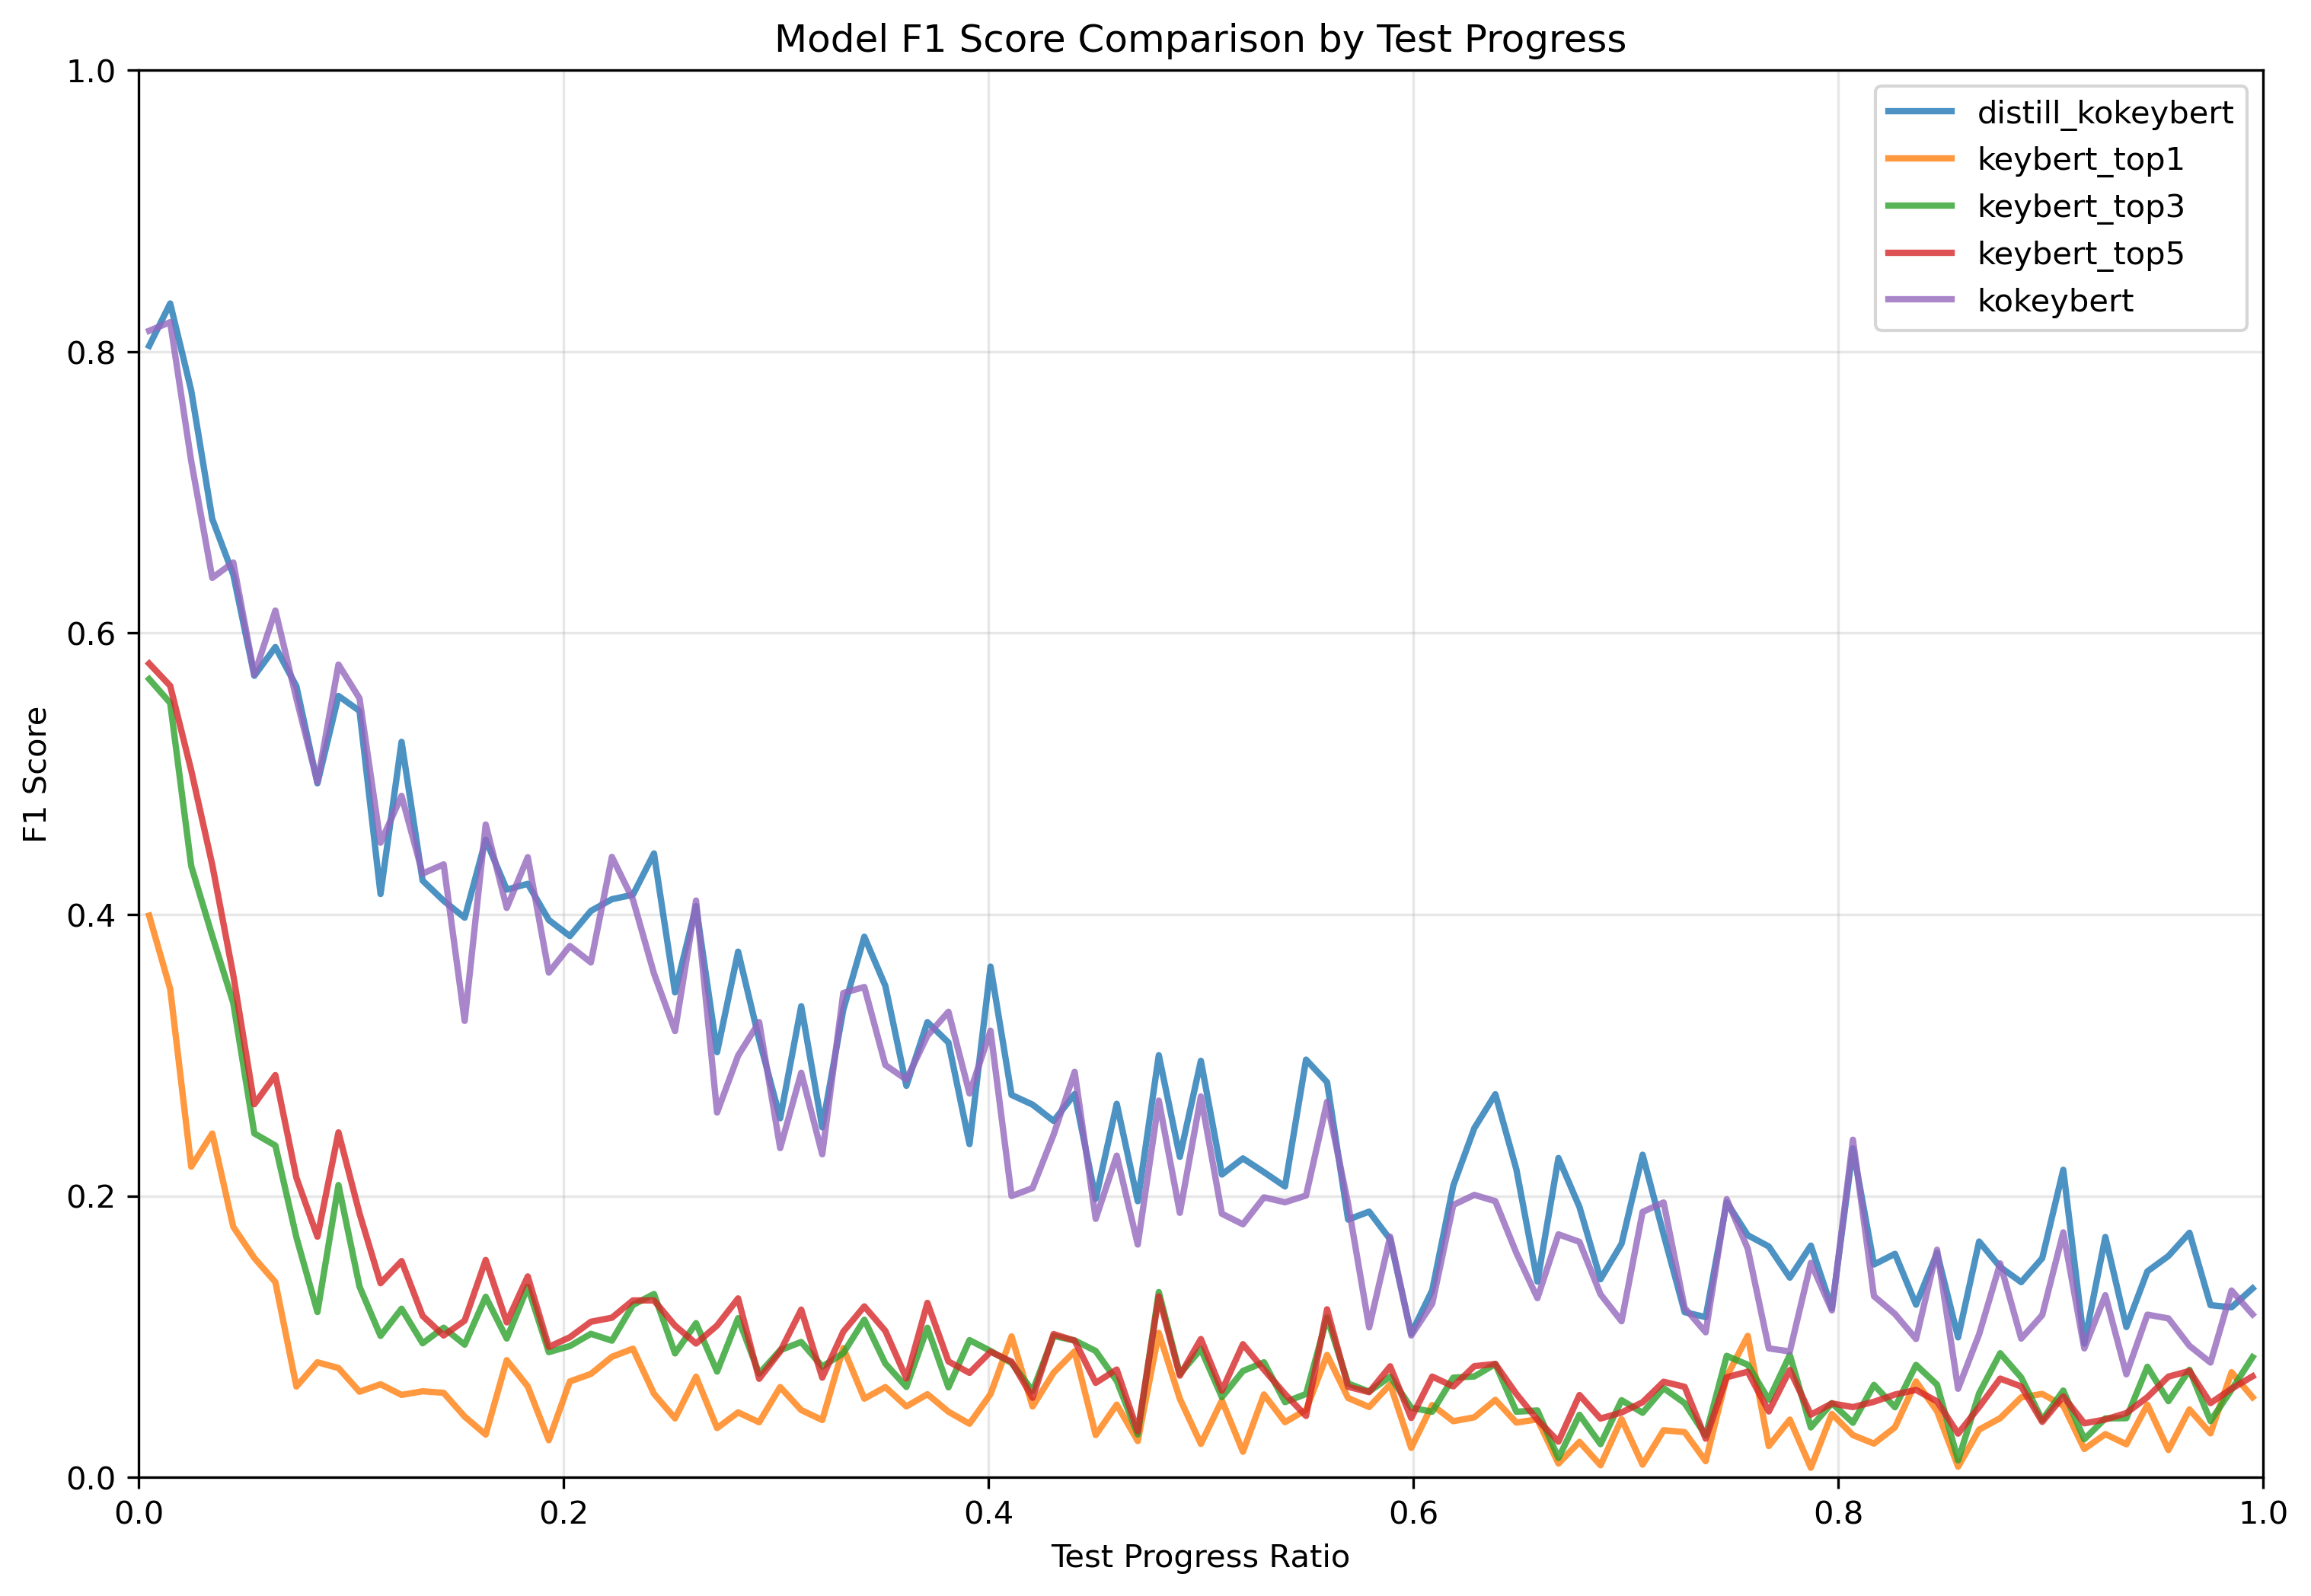 Model F1 Score Comparison by Test Progress
1.0
0.8
0.6
0.4
0.2
0.0
F1 Score
distill_kokeybert
keybert_top1
keybert_top3
keybert_top5
kokeybert
0.0 0.2 0.4 0.6 0.8 1.0
Test Progress Ratio